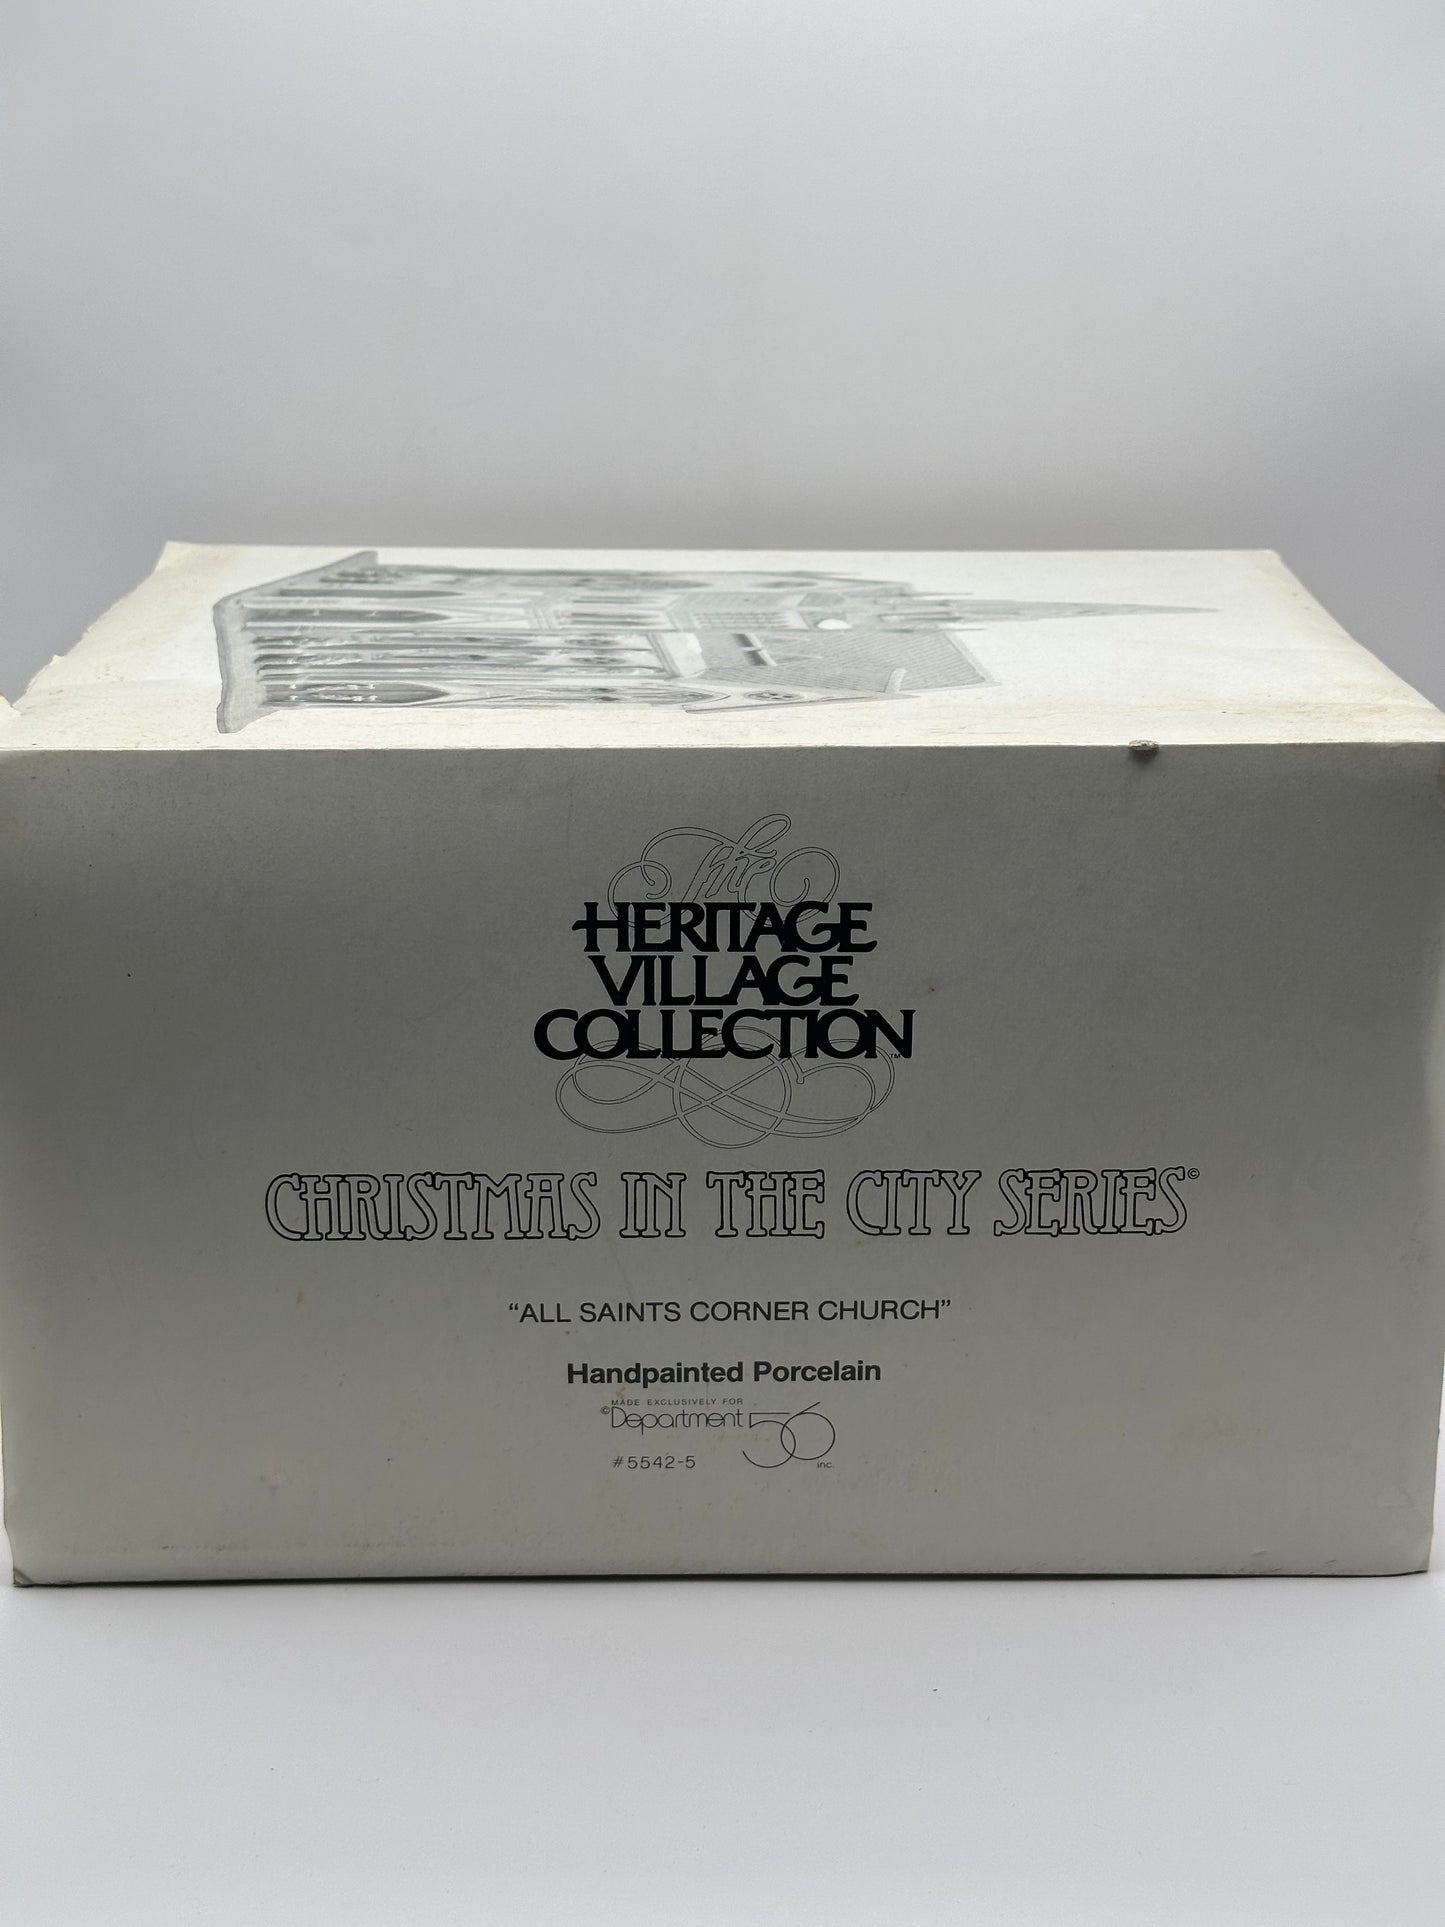 The
HERITAGE
VILLAGE
COLLECTION™
CHRISTMAS IN THE CITY SERIES©
“ALL SAINTS CORNER CHURCH”
Handpainted Porcelain
MADE EXCLUSIVELY FOR
©Department 56 inc.
#5542-5